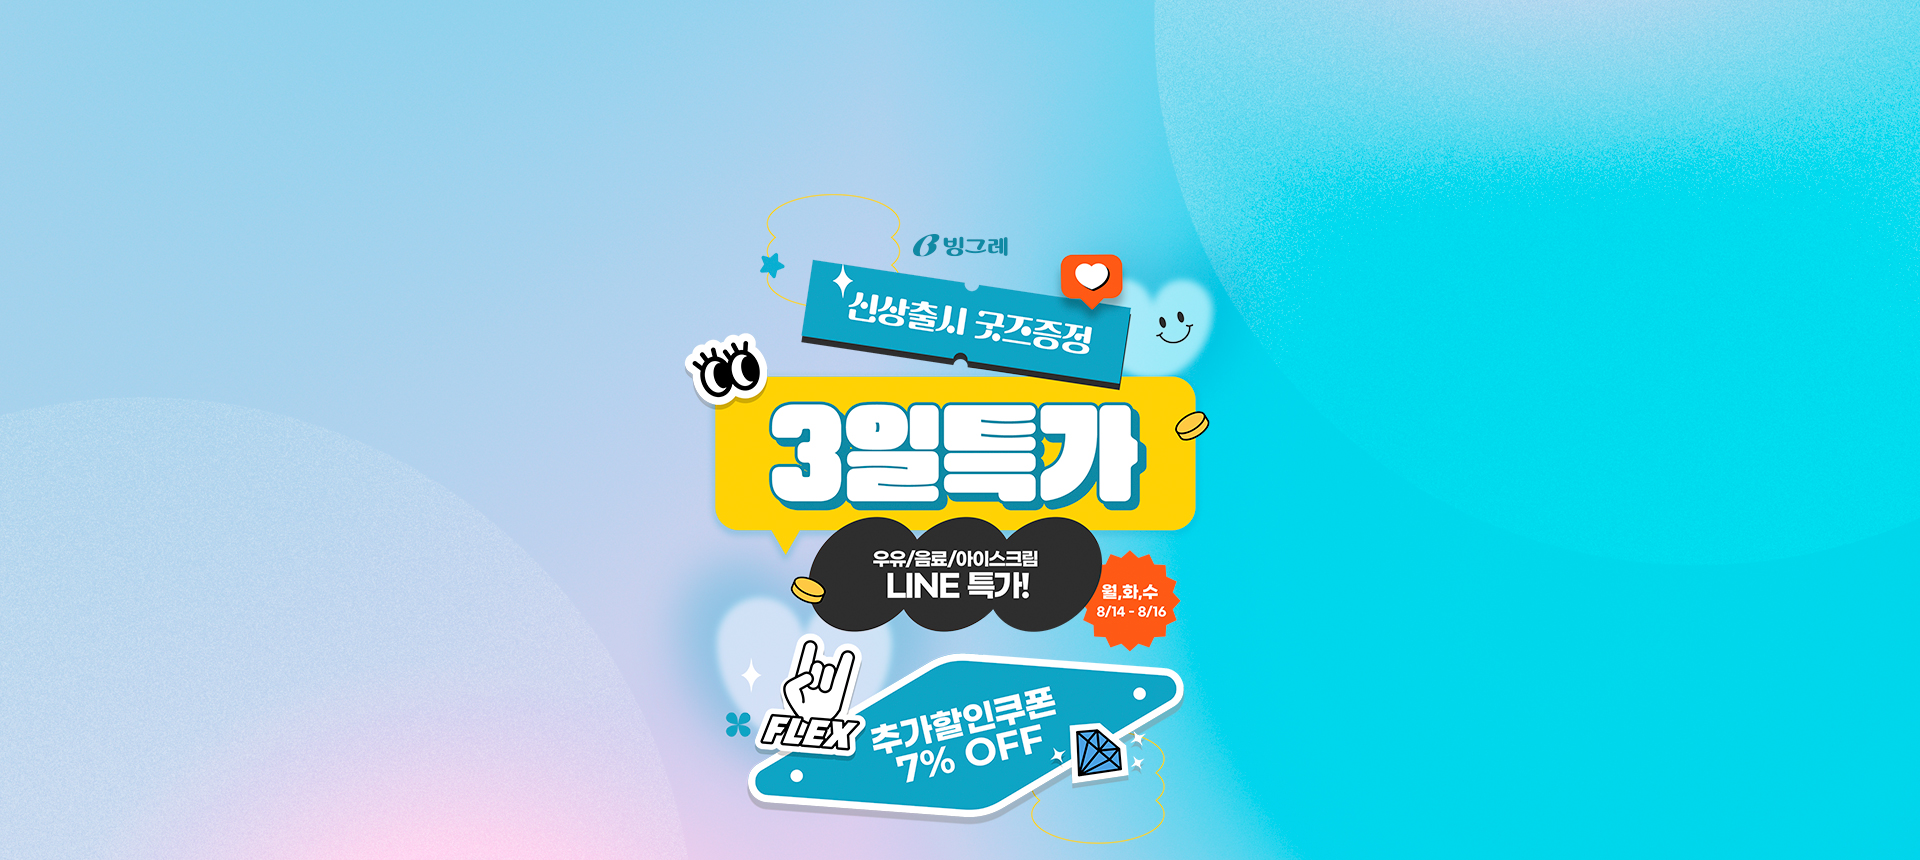 빙그레
신상출시 굿즈증정
3일특가
우유/음료/아이스크림
LINE 특가!
월,화,수
8/14 - 8/16
FLEX
추가할인쿠폰
7% OFF